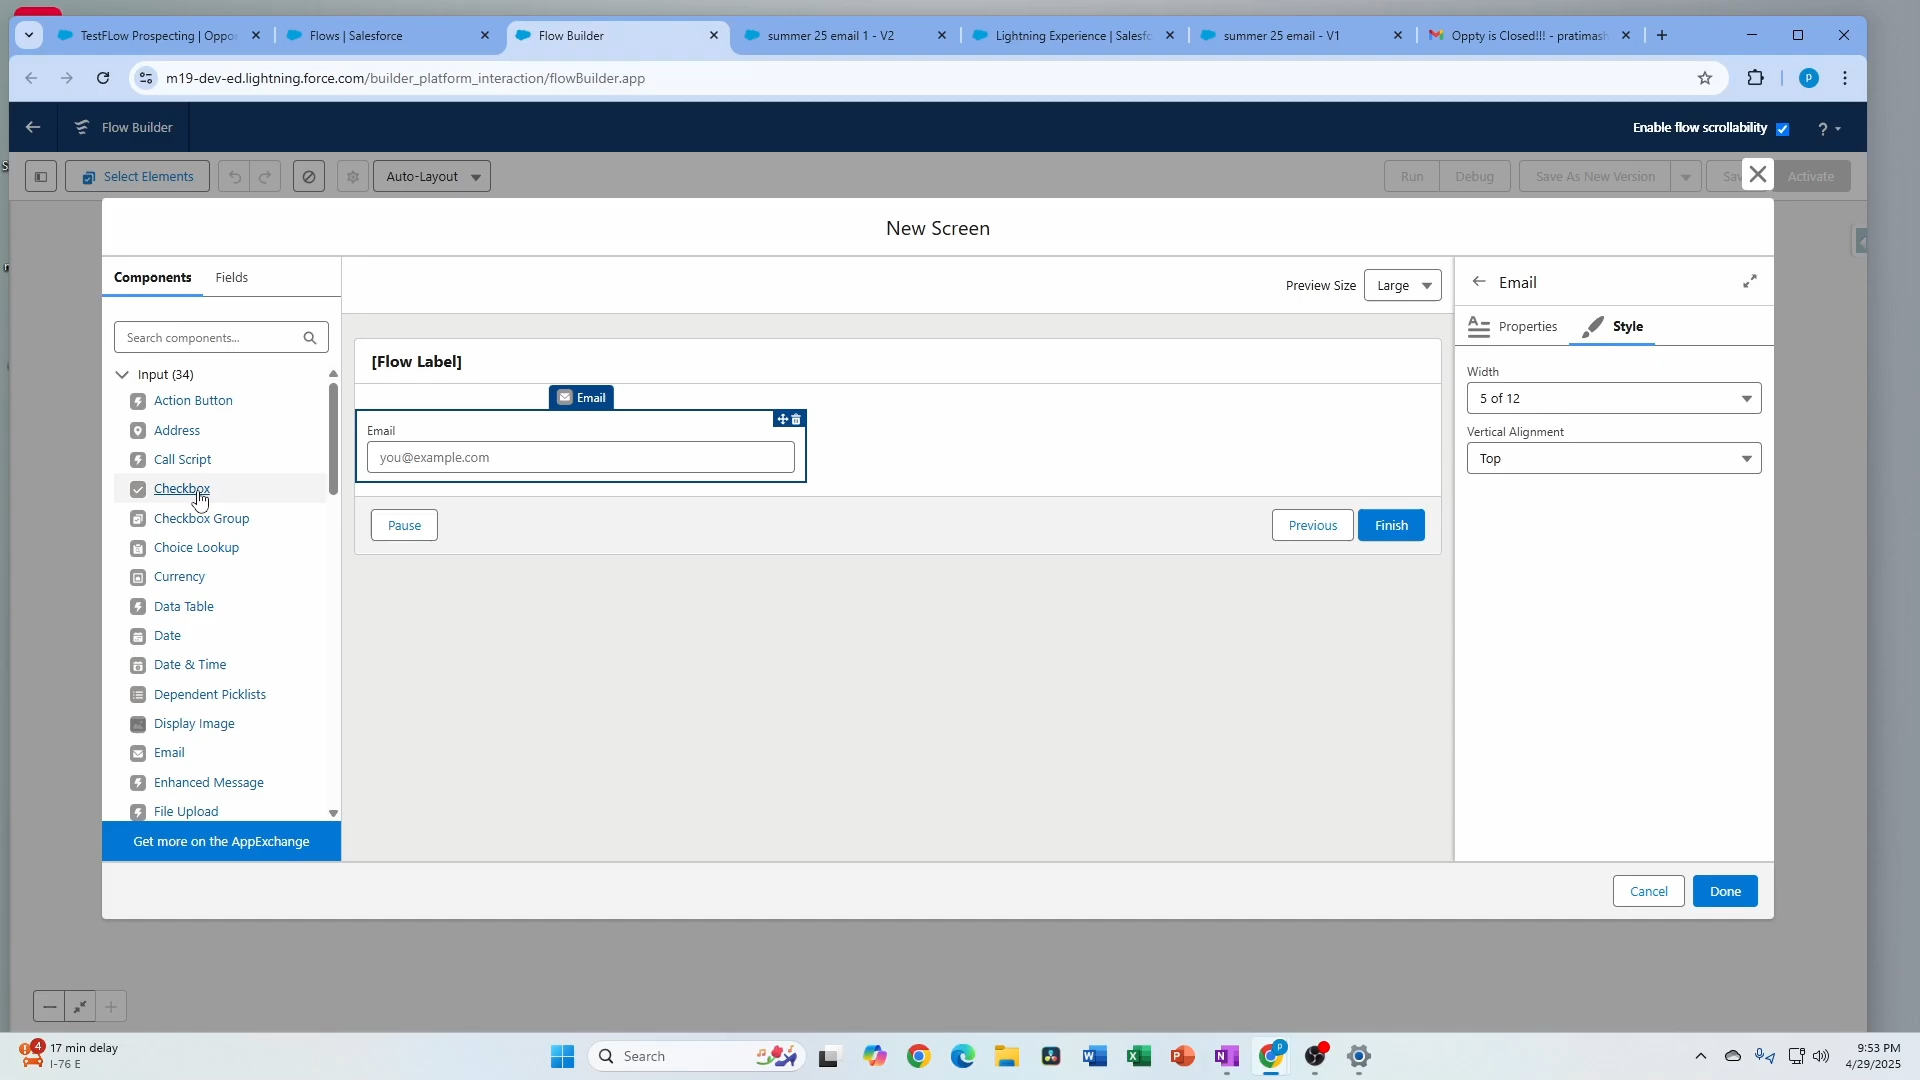 TestFLow Prospecting | Oppo
Flows | Salesforce
Flow Builder
summer 25 email 1 - V2
Lightning Experience | Salesfo
summer 25 email - V1
Oppty is Closed!!! - pratimash
m19-dev-ed.lightning.force.com/builder_platform_interaction/flowBuilder.app
P
Flow Builder
Enable flow scrollability
?
Select Elements
Auto-Layout
Run
Debug
Save As New Version
Activate
New Screen
Components
Fields
Preview Size
Large
Email
Search components...
Properties
Style
Input (34)
[Flow Label]
Width
5 of 12
Action Button
Email
Address
Email
Vertical Alignment
Call Script
you@example.com
Top
Checkbox
Checkbox Group
Pause
Previous
Finish
Choice Lookup
Currency
Data Table
Date
Date & Time
Dependent Picklists
Display Image
Email
Enhanced Message
File Upload
Get more on the AppExchange
Cancel
Done
4
17 min delay
I-76 E
Search
9:53 PM
4/29/2025